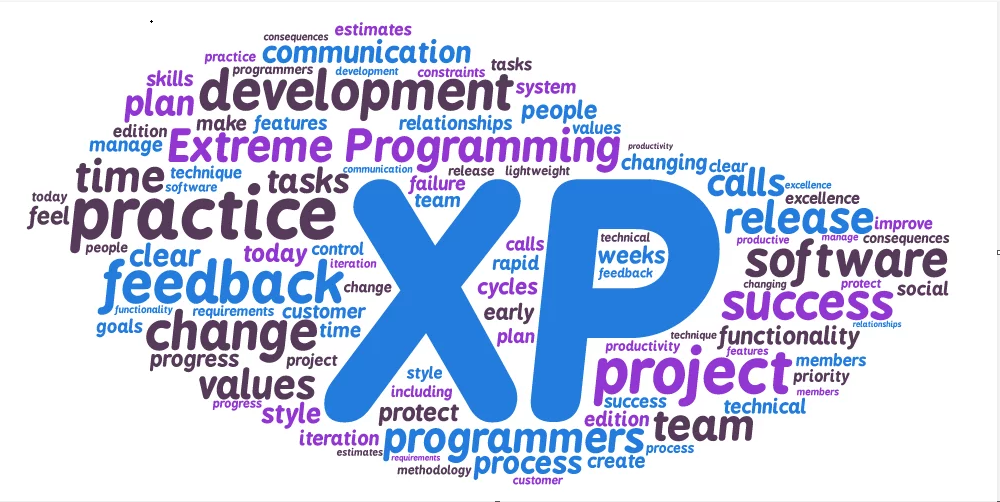 estimates
consequences
communication
practice
programmers development constraints tasks
skills
development system
plan people
make features relationships values
edition
manage Extreme Programming productivity
changing clear
time technique tasks communication release lightweight calls excellence
software failure
today team excellence
feel practice release improve
calls technical productive manage consequences
people clear today control weeks software
rapid feedback
iteration
feedback change cycles changing protect social
functionality requirements customer early success relationships
goals change time plan technique functionality
progress project productivity features members
values style project priority
progress including members
style protect success technical
edition team
iteration programmers process
estimates requirements process create
methodology
customer
XP